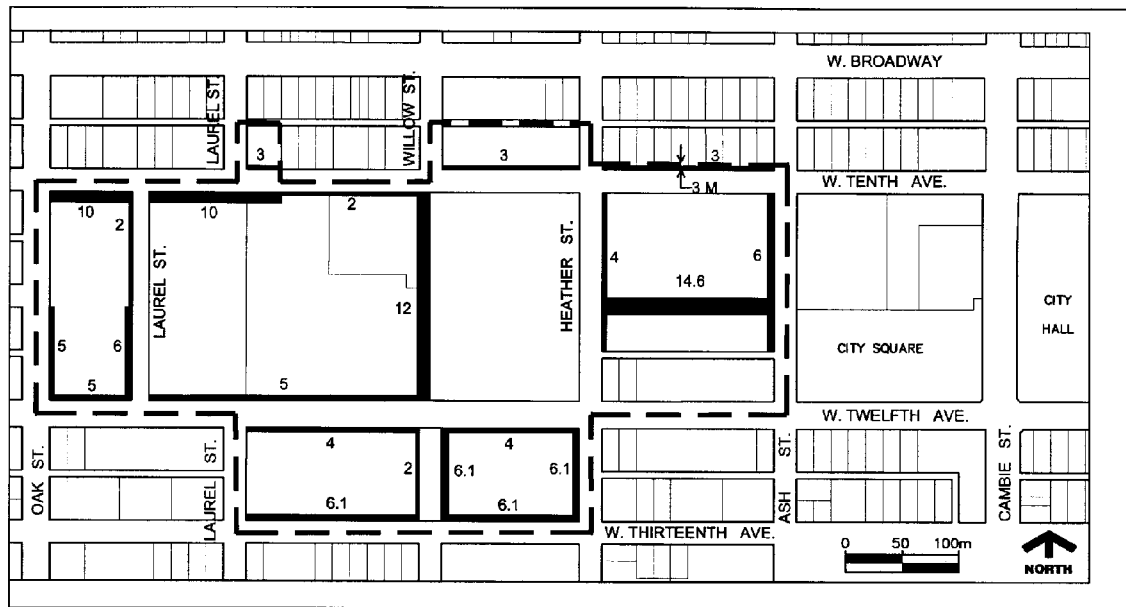 W. BROADWAY
LAUREL ST.
WILLOW ST.
3
3
3
3 M
W. TENTH AVE.
10
2
10
2
4
6
14.6
LAUREL ST.
12
HEATHER ST.
CITY HALL
CITY SQUARE
5
6
5
5
W. TWELFTH AVE.
OAK ST.
LAUREL ST.
4
2
6.1
4
6.1
6.1
6.1
ASH ST.
CAMBIE ST.
W. THIRTEENTH AVE.
0 50 100m
NORTH